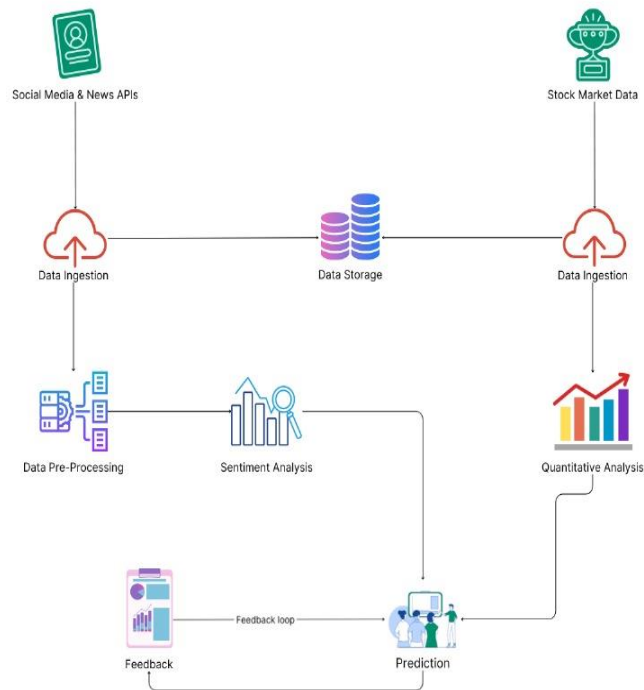 Social Media & News APIs
Stock Market Data
Data Ingestion
Data Storage
Data Ingestion
Data Pre-Processing
Sentiment Analysis
Quantitative Analysis
Feedback loop
Feedback
Prediction